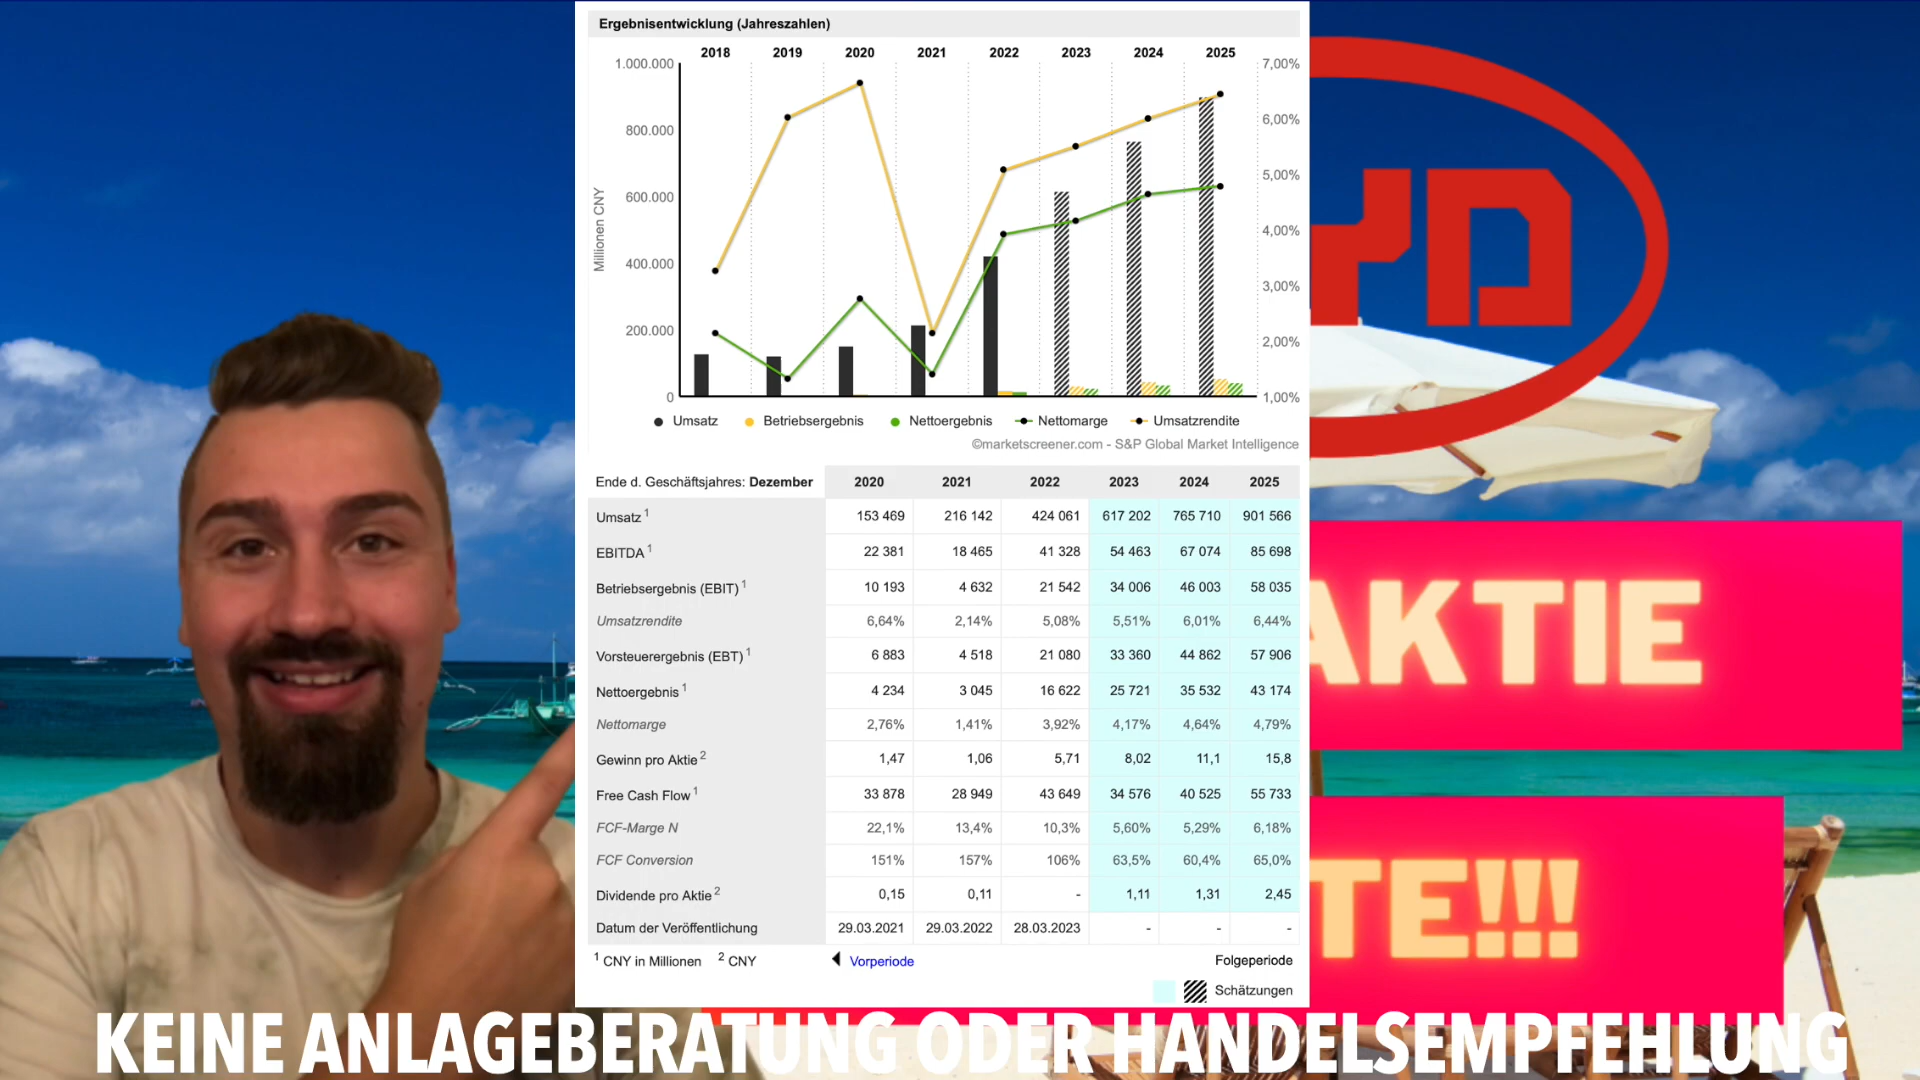 Ergebnisentwicklung (Jahreszahlen)
2018 2019 2020 2021 2022 2023 2024 2025
1.000.000 7,00%
6,00%
800.000
5,00%
600.000
4,00%
400.000
3,00%
200.000
2,00%
0 1,00%
Millionen CNY
Umsatz Betriebsergebnis Nettoergebnis Nettomarge Umsatzrendite
©marketscreener.com - S&P Global Market Intelligence
Ende d. Geschäftsjahres: Dezember 2020 2021 2022 2023 2024 2025
Umsatz 1 153 469 216 142 424 061 617 202 765 710 901 566
EBITDA 1 22 381 18 465 41 328 54 463 67 074 85 698
Betriebsergebnis (EBIT) 1 10 193 4 632 21 542 34 006 46 003 58 035
Umsatzrendite 6,64% 2,14% 5,08% 5,51% 6,01% 6,44%
Vorsteuerergebnis (EBT) 1 6 883 4 518 21 080 33 360 44 862 57 906
Nettoergebnis 1 4 234 3 045 16 622 25 721 35 532 43 174
Nettomarge 2,76% 1,41% 3,92% 4,17% 4,64% 4,79%
Gewinn pro Aktie 2 1,47 1,06 5,71 8,02 11,1 15,8
Free Cash Flow 1 33 878 28 949 43 649 34 576 40 525 55 733
FCF-Marge N 22,1% 13,4% 10,3% 5,60% 5,29% 6,18%
FCF Conversion 151% 157% 106% 63,5% 60,4% 65,0%
Dividende pro Aktie 2 0,15 0,11 - 1,11 1,31 2,45
Datum der Veröffentlichung 29.03.2021 29.03.2022 28.03.2023 - - -
1 CNY in Millionen 2 CNY Vorperiode Folgeperiode
Schätzungen
YD
AKTIE
TE!!!
KEINE ANLAGEBERATUNG ODER HANDELSEMPFEHLUNG